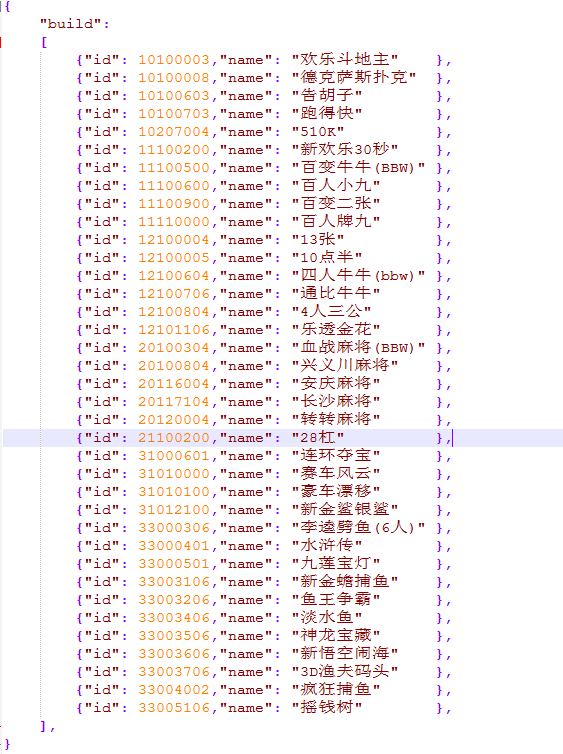 {
"build":
[
{"id": 10100003,"name": "欢乐斗地主" },
{"id": 10100008,"name": "德克萨斯扑克" },
{"id": 10100603,"name": "告胡子" },
{"id": 10100703,"name": "跑得快" },
{"id": 10207004,"name": "510K" },
{"id": 11100200,"name": "新欢乐30秒" },
{"id": 11100500,"name": "百变牛牛(BBW)" },
{"id": 11100600,"name": "百人小九" },
{"id": 11100900,"name": "百变二张" },
{"id": 11110000,"name": "百人牌九" },
{"id": 12100004,"name": "13张" },
{"id": 12100005,"name": "10点半" },
{"id": 12100604,"name": "四人牛牛(bbw)" },
{"id": 12100706,"name": "通比牛牛" },
{"id": 12100804,"name": "4人三公" },
{"id": 12101106,"name": "乐透金花" },
{"id": 20100304,"name": "血战麻将(BBW)" },
{"id": 20100804,"name": "兴义川麻将" },
{"id": 20116004,"name": "安庆麻将" },
{"id": 20117104,"name": "长沙麻将" },
{"id": 20120004,"name": "转转麻将" },
{"id": 21100200,"name": "28杠" },
{"id": 31000601,"name": "连环夺宝" },
{"id": 31010000,"name": "赛车风云" },
{"id": 31010100,"name": "豪车漂移" },
{"id": 31012100,"name": "新金鲨银鲨" },
{"id": 33000306,"name": "李逵劈鱼(6人)" },
{"id": 33000401,"name": "水浒传" },
{"id": 33000501,"name": "九莲宝灯" },
{"id": 33003106,"name": "新金蟾捕鱼" },
{"id": 33003206,"name": "鱼王争霸" },
{"id": 33003406,"name": "淡水鱼" },
{"id": 33003506,"name": "神龙宝藏" },
{"id": 33003606,"name": "新悟空闹海" },
{"id": 33003706,"name": "3D渔夫码头" },
{"id": 33004002,"name": "疯狂捕鱼" },
{"id": 33005106,"name": "摇钱树" },
],
}